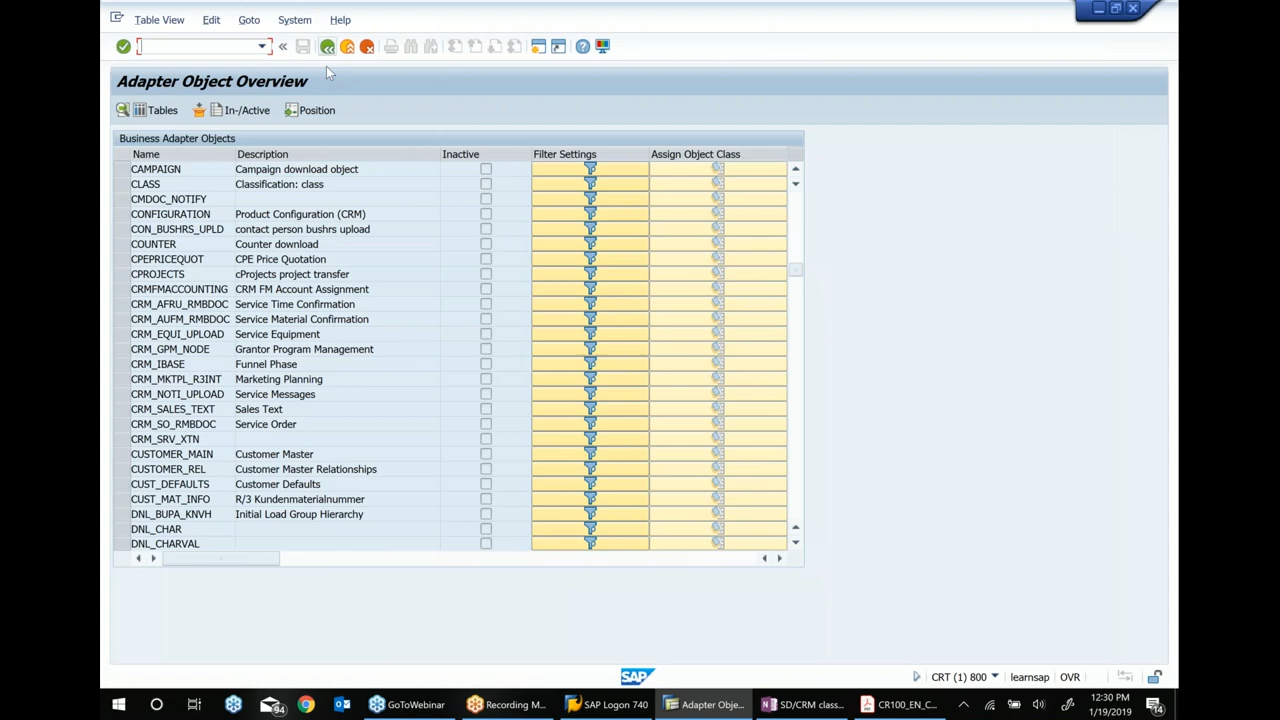 Table View Edit Goto System Help
Adapter Object Overview
Tables In-/Active Position
Business Adapter Objects
Name Description Inactive Filter Settings Assign Object Class
CAMPAIGN Campaign download object
CLASS Classification: class
CMDOC_NOTIFY
CONFIGURATION Product Configuration (CRM)
CON_BUSHRS_UPLD contact person bushrs upload
COUNTER Counter download
CPEPRICEQUOT CPE Price Quotation
CPROJECTS cProjects project transfer
CRMFMACCOUNTING CRM FM Account Assignment
CRM_AFRU_RMBDOC Service Time Confirmation
CRM_AUFM_RMBDOC Service Material Confirmation
CRM_EQUI_UPLOAD Service Equipment
CRM_GPM_NODE Grantor Program Management
CRM_IBASE Funnel Phase
CRM_MKTPL_R3INT Marketing Planning
CRM_NOTI_UPLOAD Service Messages
CRM_SALES_TEXT Sales Text
CRM_SO_RMBDOC Service Order
CRM_SRV_XTN
CUSTOMER_MAIN Customer Master
CUSTOMER_REL Customer Master Relationships
CUST_DEFAULTS Customer Defaults
CUST_MAT_INFO R/3 Kundenmaterialnummer
DNL_BUPA_KNVH Initial Load Group Hierarchy
DNL_CHAR
DNL_CHARVAL
SAP CRT (1) 800 learnsap OVR
94 GoToWebinar Recording M... SAP Logon 740 Adapter Obje... SD/CRM class... CR100_EN_C... 12:30 PM
1/19/2019 14